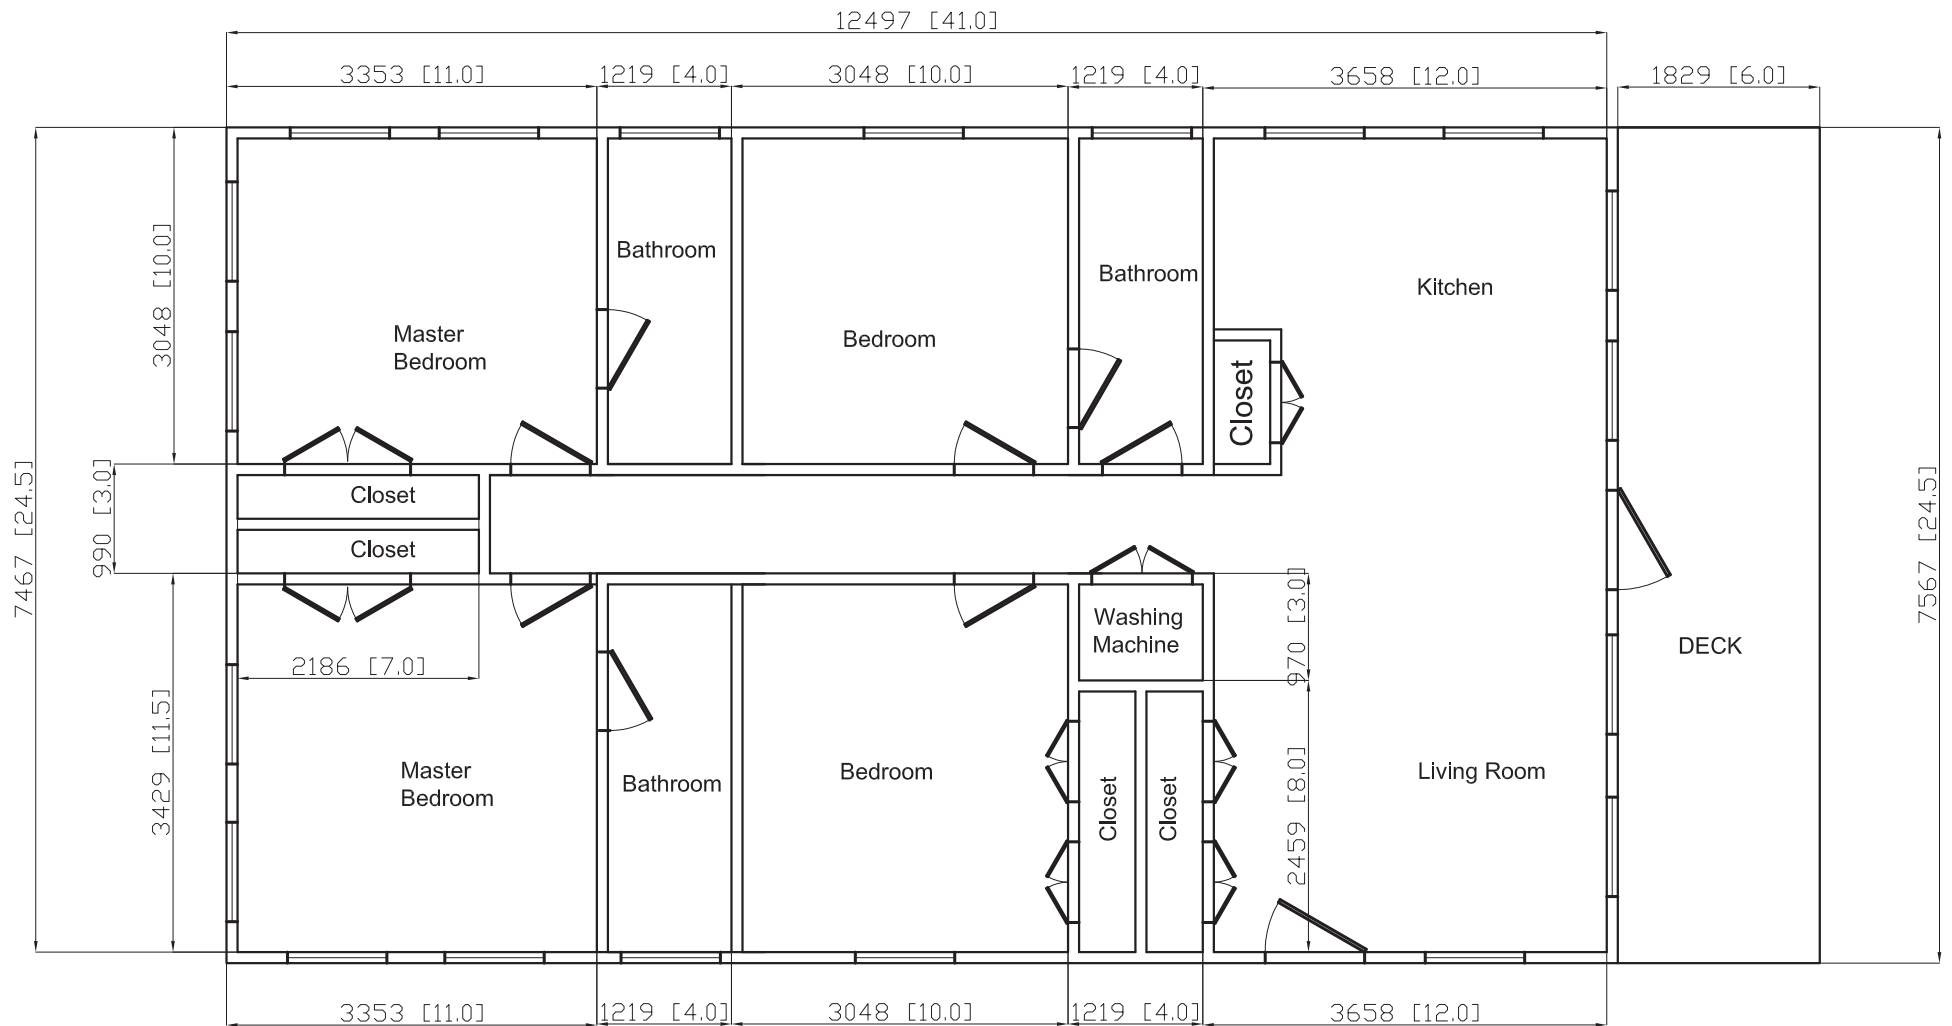 12497 [41.0]
3353 [11.0]
1219 [4.0]
3048 [10.0]
1219 [4.0]
3658 [12.0]
1829 [6.0]
7467 [24.5]
3048 [10.0]
990 [3.0]
3429 [11.5]
Master
Bedroom
Bathroom
Bedroom
Bathroom
Kitchen
Closet
Closet
Closet
2186 [7.0]
Master
Bedroom
Bathroom
Bedroom
Washing
Machine
Closet
Closet
970 [3.0]
2459 [8.0]
Living Room
DECK
7567 [24.5]
3353 [11.0]
1219 [4.0]
3048 [10.0]
1219 [4.0]
3658 [12.0]